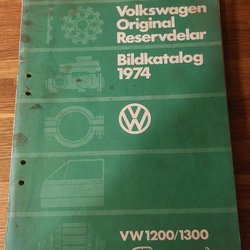 Volkswagen
Original
Reservdelar
Bildkatalog
1974
VW 1200/1300